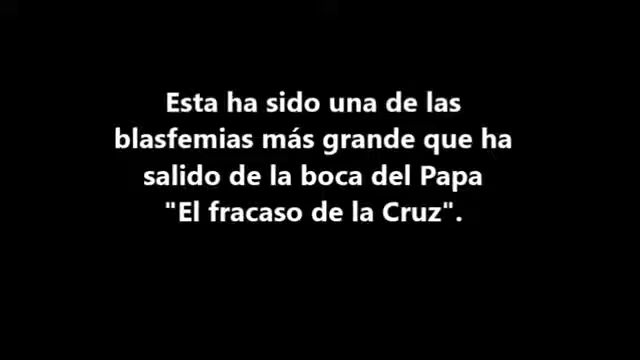 Esta ha sido una de las
blasfemias más grande que ha
salido de la boca del Papa
"El fracaso de la Cruz".